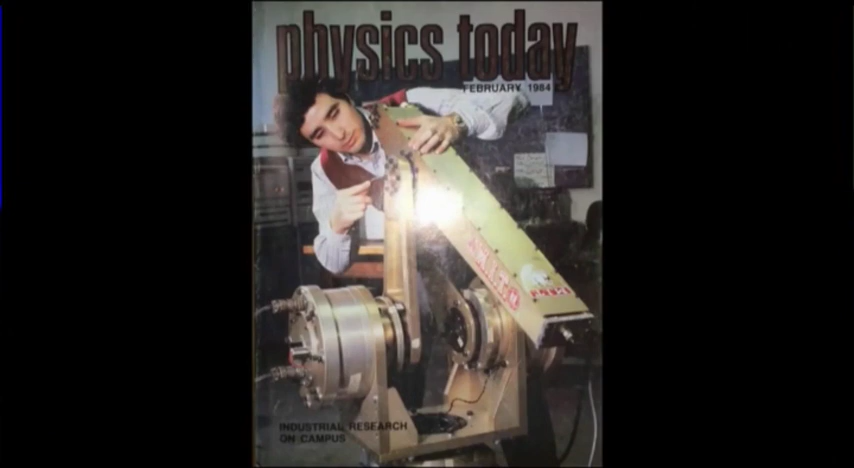 physics today
FEBRUARY 1984
INDUSTRIAL RESEARCH
ON CAMPUS